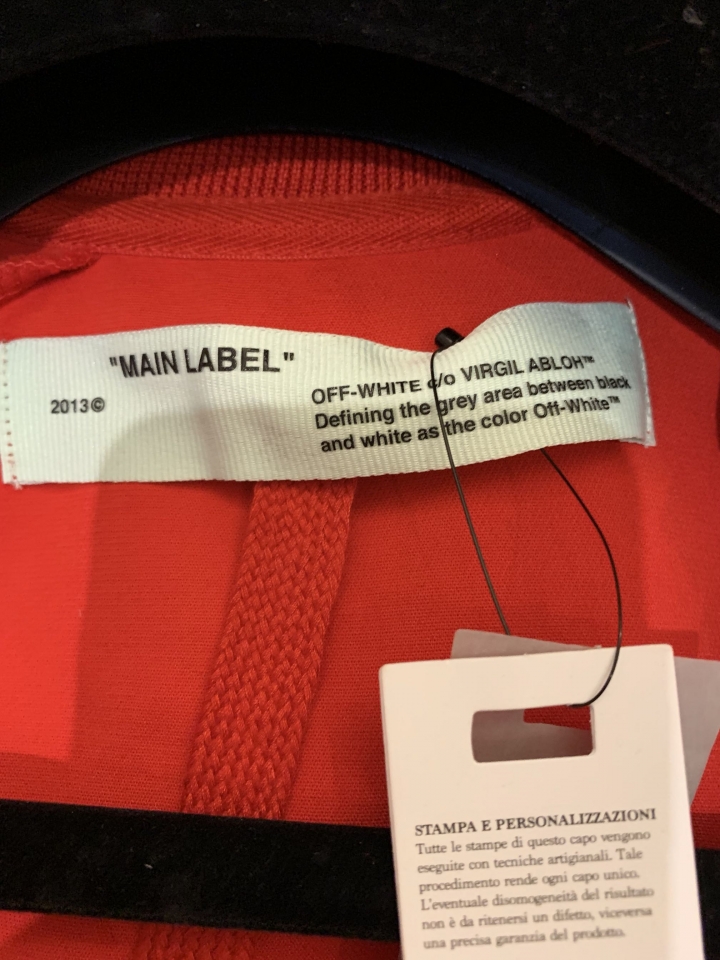 "MAIN LABEL"
2013©
OFF-WHITE c/o VIRGIL ABLOH™
Defining the grey area between black
and white as the color Off-White™
STAMPA E PERSONALIZZAZIONI
Tutte le stampe di questo capo vengono
eseguite con tecniche artigianali. Tale
procedimento rende ogni capo unico.
L'eventuale disomogeneità del risultato
non è da ritenersi un difetto, viceversa
una precisa garanzia del prodotto.